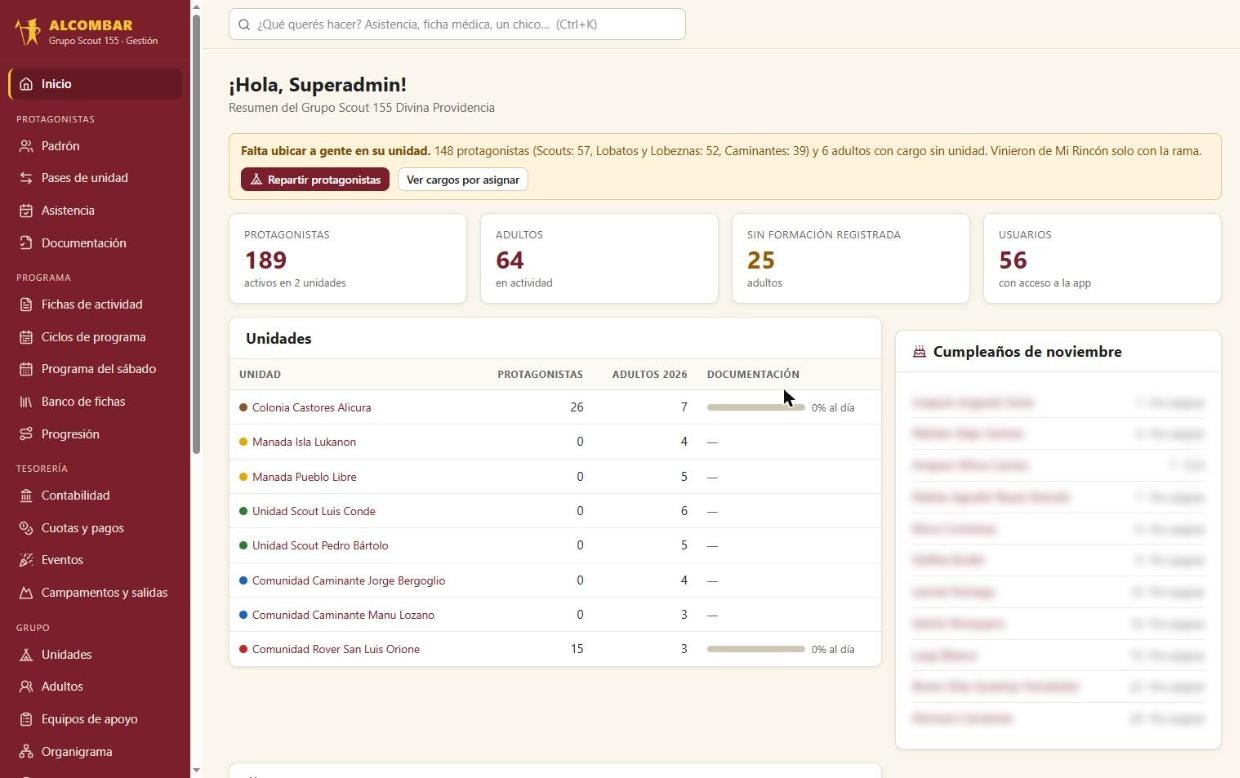 ALCOMBAR
Grupo Scout 155 · Gestión
Inicio
PROTAGONISTAS
Padrón
Pases de unidad
Asistencia
Documentación
PROGRAMA
Fichas de actividad
Ciclos de programa
Programa del sábado
Banco de fichas
Progresión
TESORERÍA
Contabilidad
Cuotas y pagos
Eventos
Campamentos y salidas
GRUPO
Unidades
Adultos
Equipos de apoyo
Organigrama
¿Qué querés hacer? Asistencia, ficha médica, un chico... (Ctrl+K)
¡Hola, Superadmin!
Resumen del Grupo Scout 155 Divina Providencia
Falta ubicar a gente en su unidad. 148 protagonistas (Scouts: 57, Lobatos y Lobeznas: 52, Caminantes: 39) y 6 adultos con cargo sin unidad. Vinieron de Mi Rincón solo con la rama.
Repartir protagonistas Ver cargos por asignar
PROTAGONISTAS
189
activos en 2 unidades
ADULTOS
64
en actividad
SIN FORMACIÓN REGISTRADA
25
adultos
USUARIOS
56
con acceso a la app
Unidades
UNIDAD PROTAGONISTAS ADULTOS 2026 DOCUMENTACIÓN
Colonia Castores Alicura 26 7 0% al día
Manada Isla Lukanon 0 4 —
Manada Pueblo Libre 0 5 —
Unidad Scout Luis Conde 0 6 —
Unidad Scout Pedro Bártolo 0 5 —
Comunidad Caminante Jorge Bergoglio 0 4 —
Comunidad Caminante Manu Lozano 0 3 —
Comunidad Rover San Luis Orione 15 3 0% al día
Cumpleaños de noviembre